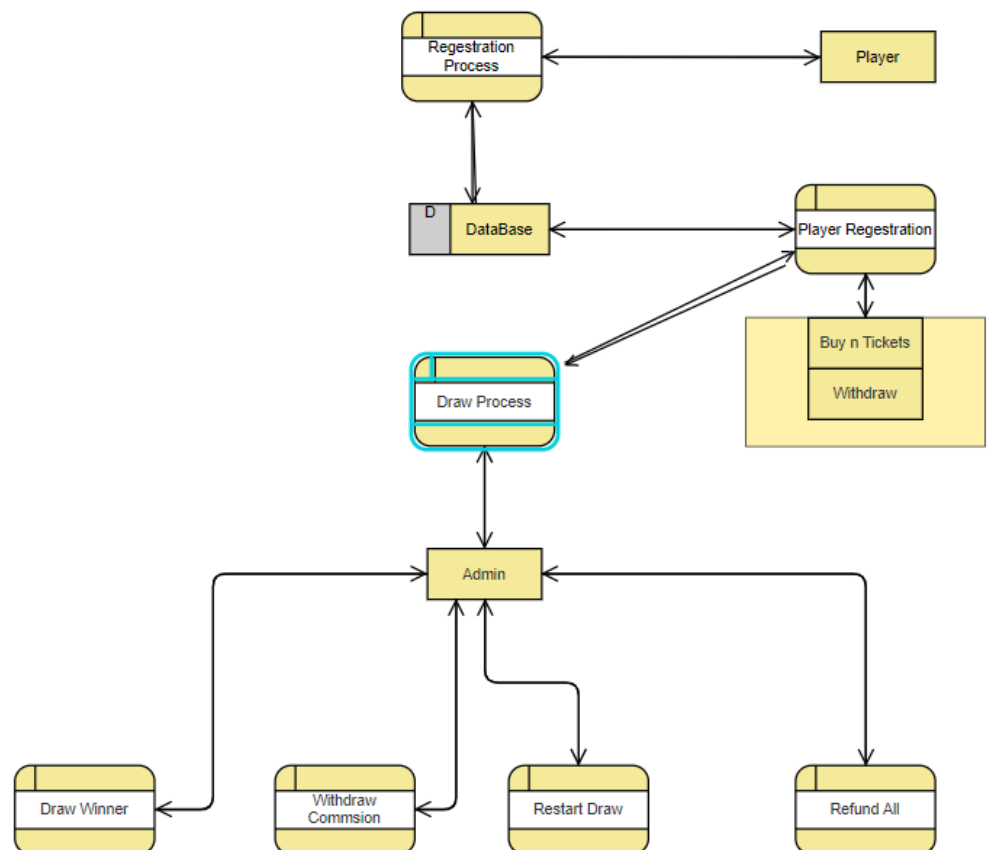 Regestration
Process
Player
D
DataBase
Player Regestration
Buy n Tickets
Withdraw
Draw Process
Admin
Draw Winner
Withdraw
Commsion
Restart Draw
Refund All